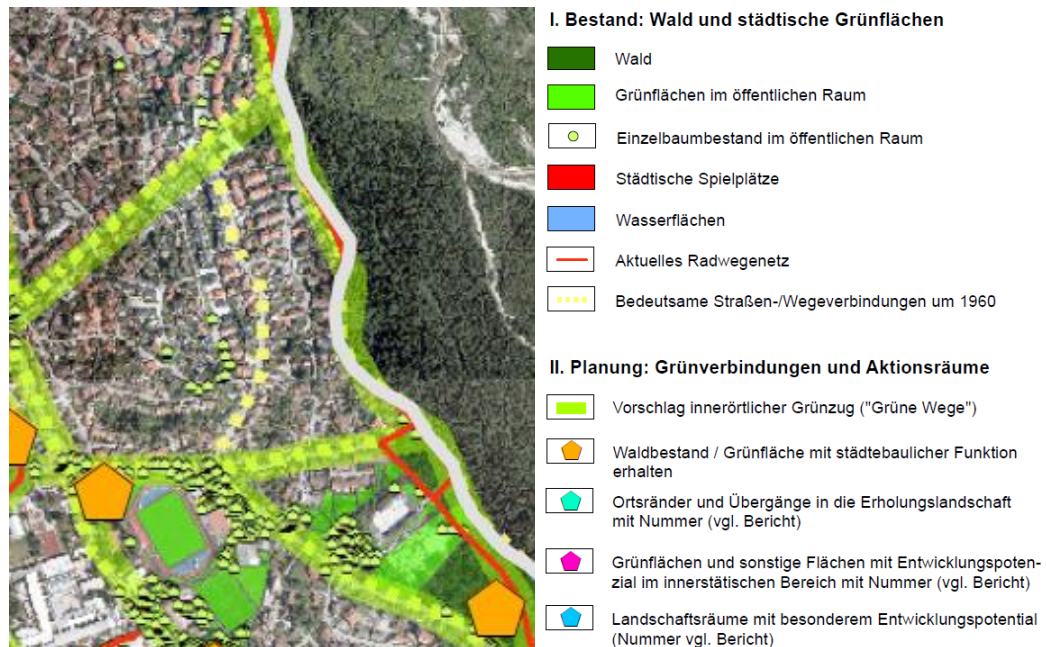 I. Bestand: Wald und städtische Grünflächen
Wald
Grünflächen im öffentlichen Raum
Einzelbaumbestand im öffentlichen Raum
Städtische Spielplätze
Wasserflächen
Aktuelles Radwegenetz
Bedeutsame Straßen-/Wegeverbindungen um 1960
II. Planung: Grünverbindungen und Aktionsräume
Vorschlag innerörtlicher Grünzug ("Grüne Wege")
Waldbestand / Grünfläche mit städtebaulicher Funktion
erhalten
Ortsränder und Übergänge in die Erholungslandschaft
mit Nummer (vgl. Bericht)
Grünflächen und sonstige Flächen mit Entwicklungspoten-
zial im innerstätischen Bereich mit Nummer (vgl. Bericht)
Landschaftsräume mit besonderem Entwicklungspotential
(Nummer vgl. Bericht)